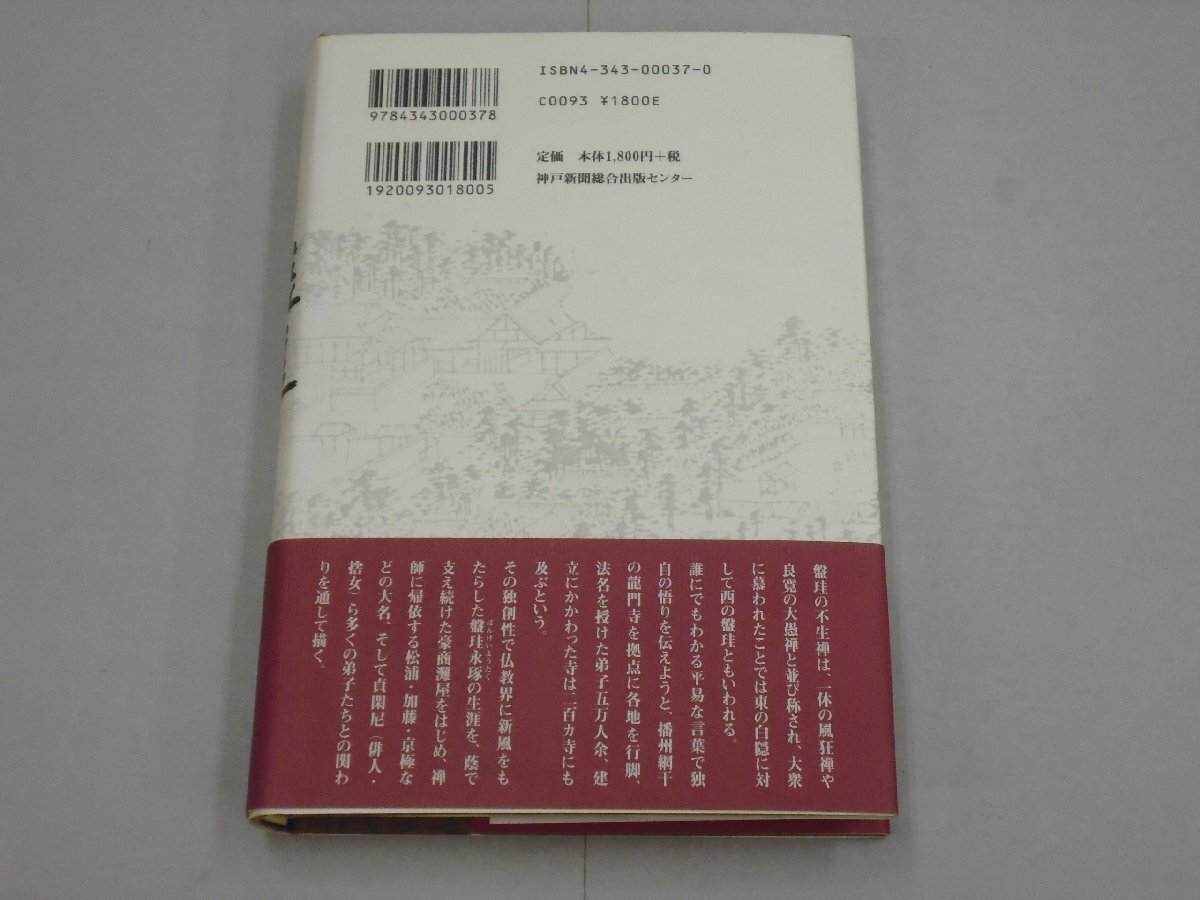 ISBN4-343-00037-0
C0093 ¥1800E
9784343000378
1920093018005
定価 本体1,800円+税
神戸新聞総合出版センター
盤珪の不生禅は、一休の風狂禅や
良寛の大愚禅と並び称され、大衆
に慕われたことでは東の白隠に対
して西の盤珪ともいわれる。
誰にでもわかる平易な言葉で独
自の悟りを伝えようと、播州網干
の龍門寺を拠点に各地を行脚、
法名を授けた弟子五万人余、建
立にかかわった寺は二百カ寺にも
及ぶという。
その独創性で仏教界に新風をも
たらした盤珪永琢の生涯を、蔭で
ばんけいようたく
支え続けた豪商灘屋をはじめ、禅
師に帰依する松浦・加藤・京極な
どの大名、そして貞閑尼（俳人・
捨女）ら多くの弟子たちとの関わ
りを通して描く。